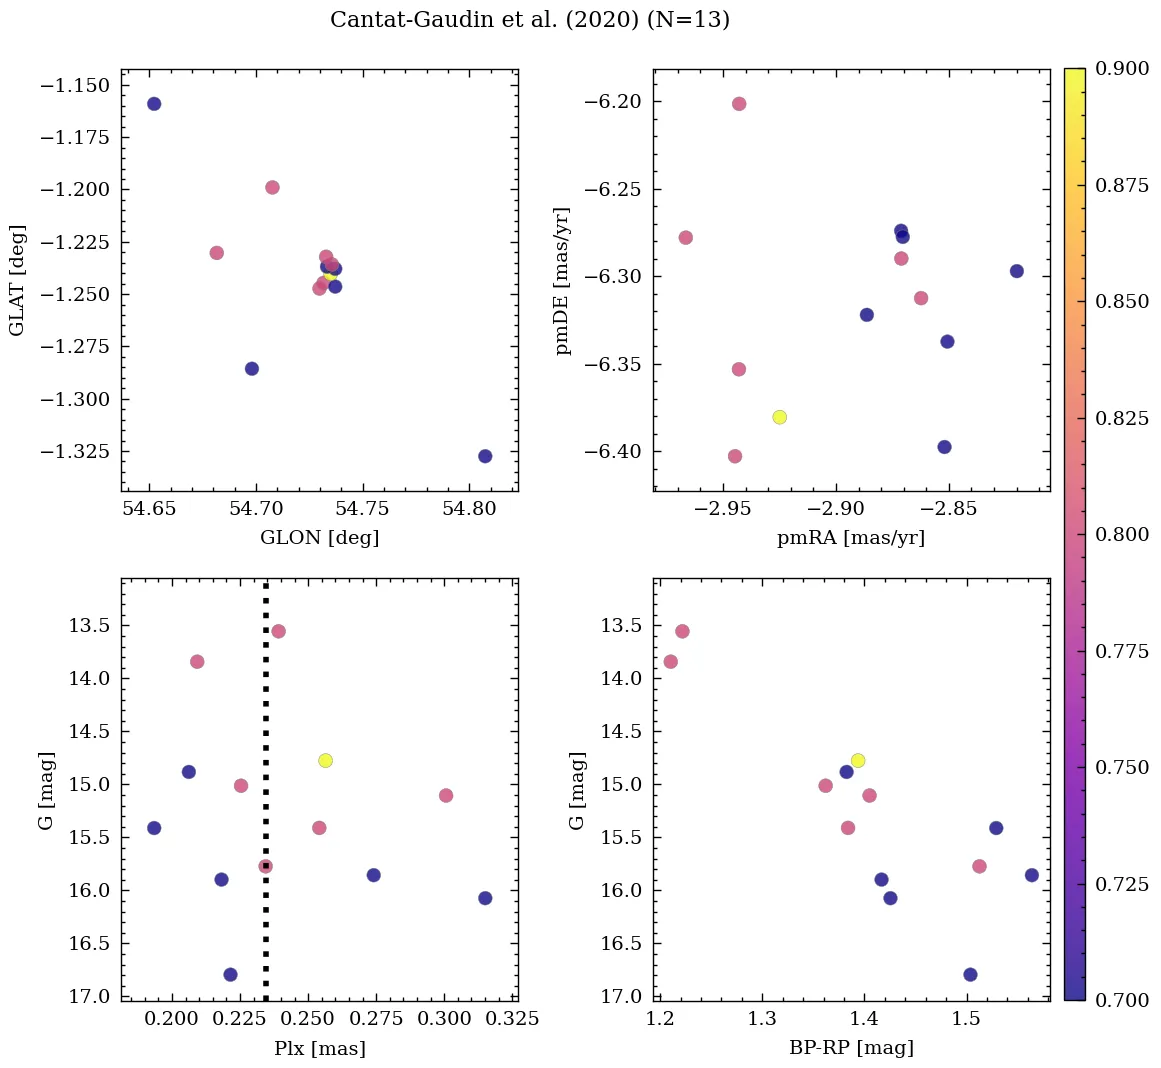 Cantat-Gaudin et al. (2020) (N=13)
−1.150
−1.175
−1.200
−1.225
−1.250
−1.275
−1.300
−1.325
GLAT [deg]
54.65 54.70 54.75 54.80
GLON [deg]
−6.20
−6.25
−6.30
−6.35
−6.40
pmDE [mas/yr]
−2.95 −2.90 −2.85
pmRA [mas/yr]
13.5
14.0
14.5
15.0
15.5
16.0
16.5
17.0
G [mag]
0.200 0.225 0.250 0.275 0.300 0.325
Plx [mas]
13.5
14.0
14.5
15.0
15.5
16.0
16.5
17.0
G [mag]
1.2 1.3 1.4 1.5
BP-RP [mag]
0.900
0.875
0.850
0.825
0.800
0.775
0.750
0.725
0.700